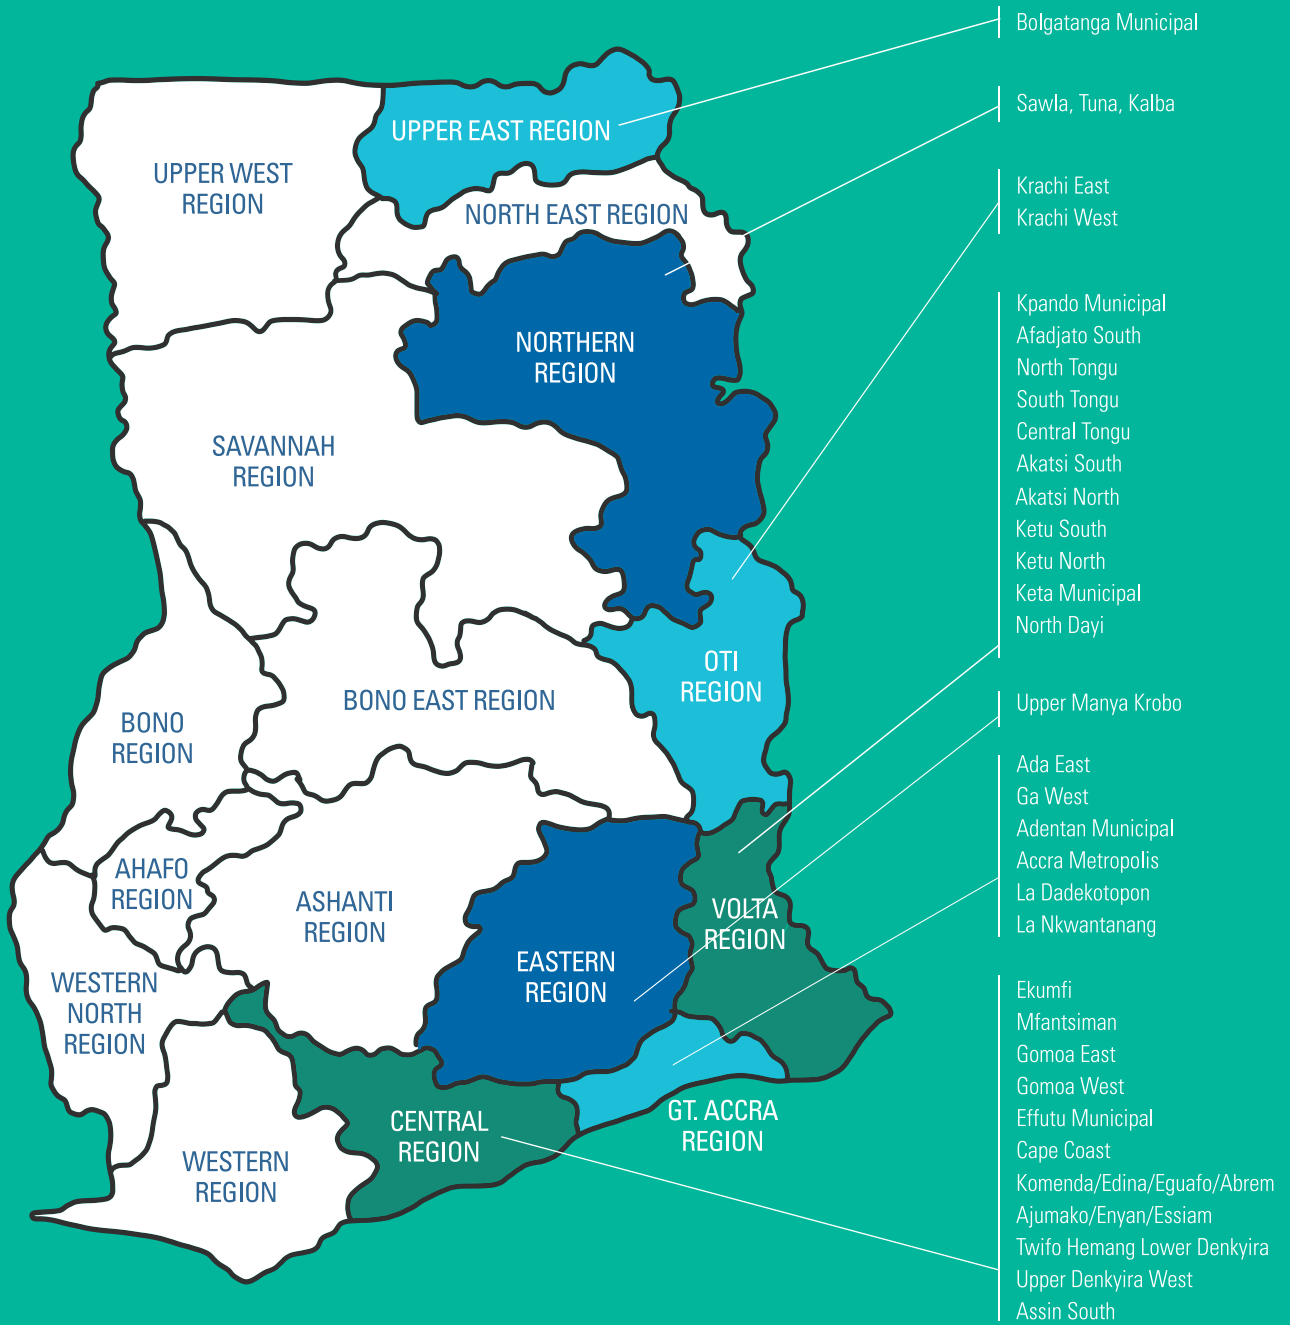 UPPER EAST REGION
UPPER WEST
REGION
NORTH EAST REGION
NORTHERN
REGION
SAVANNAH
REGION
OTI
REGION
BONO EAST REGION
BONO
REGION
AHAFO
REGION
ASHANTI
REGION
VOLTA
REGION
EASTERN
REGION
WESTERN
NORTH
REGION
CENTRAL
REGION
GT. ACCRA
REGION
WESTERN
REGION
Bolgatanga Municipal
Sawla, Tuna, Kalba
Krachi East
Krachi West
Kpando Municipal
Afadjato South
North Tongu
South Tongu
Central Tongu
Akatsi South
Akatsi North
Ketu South
Ketu North
Keta Municipal
North Dayi
Upper Manya Krobo
Ada East
Ga West
Adentan Municipal
Accra Metropolis
La Dadekotopon
La Nkwantanang
Ekumfi
Mfantsiman
Gomoa East
Gomoa West
Effutu Municipal
Cape Coast
Komenda/Edina/Eguafo/Abrem
Ajumako/Enyan/Essiam
Twifo Hemang Lower Denkyira
Upper Denkyira West
Assin South